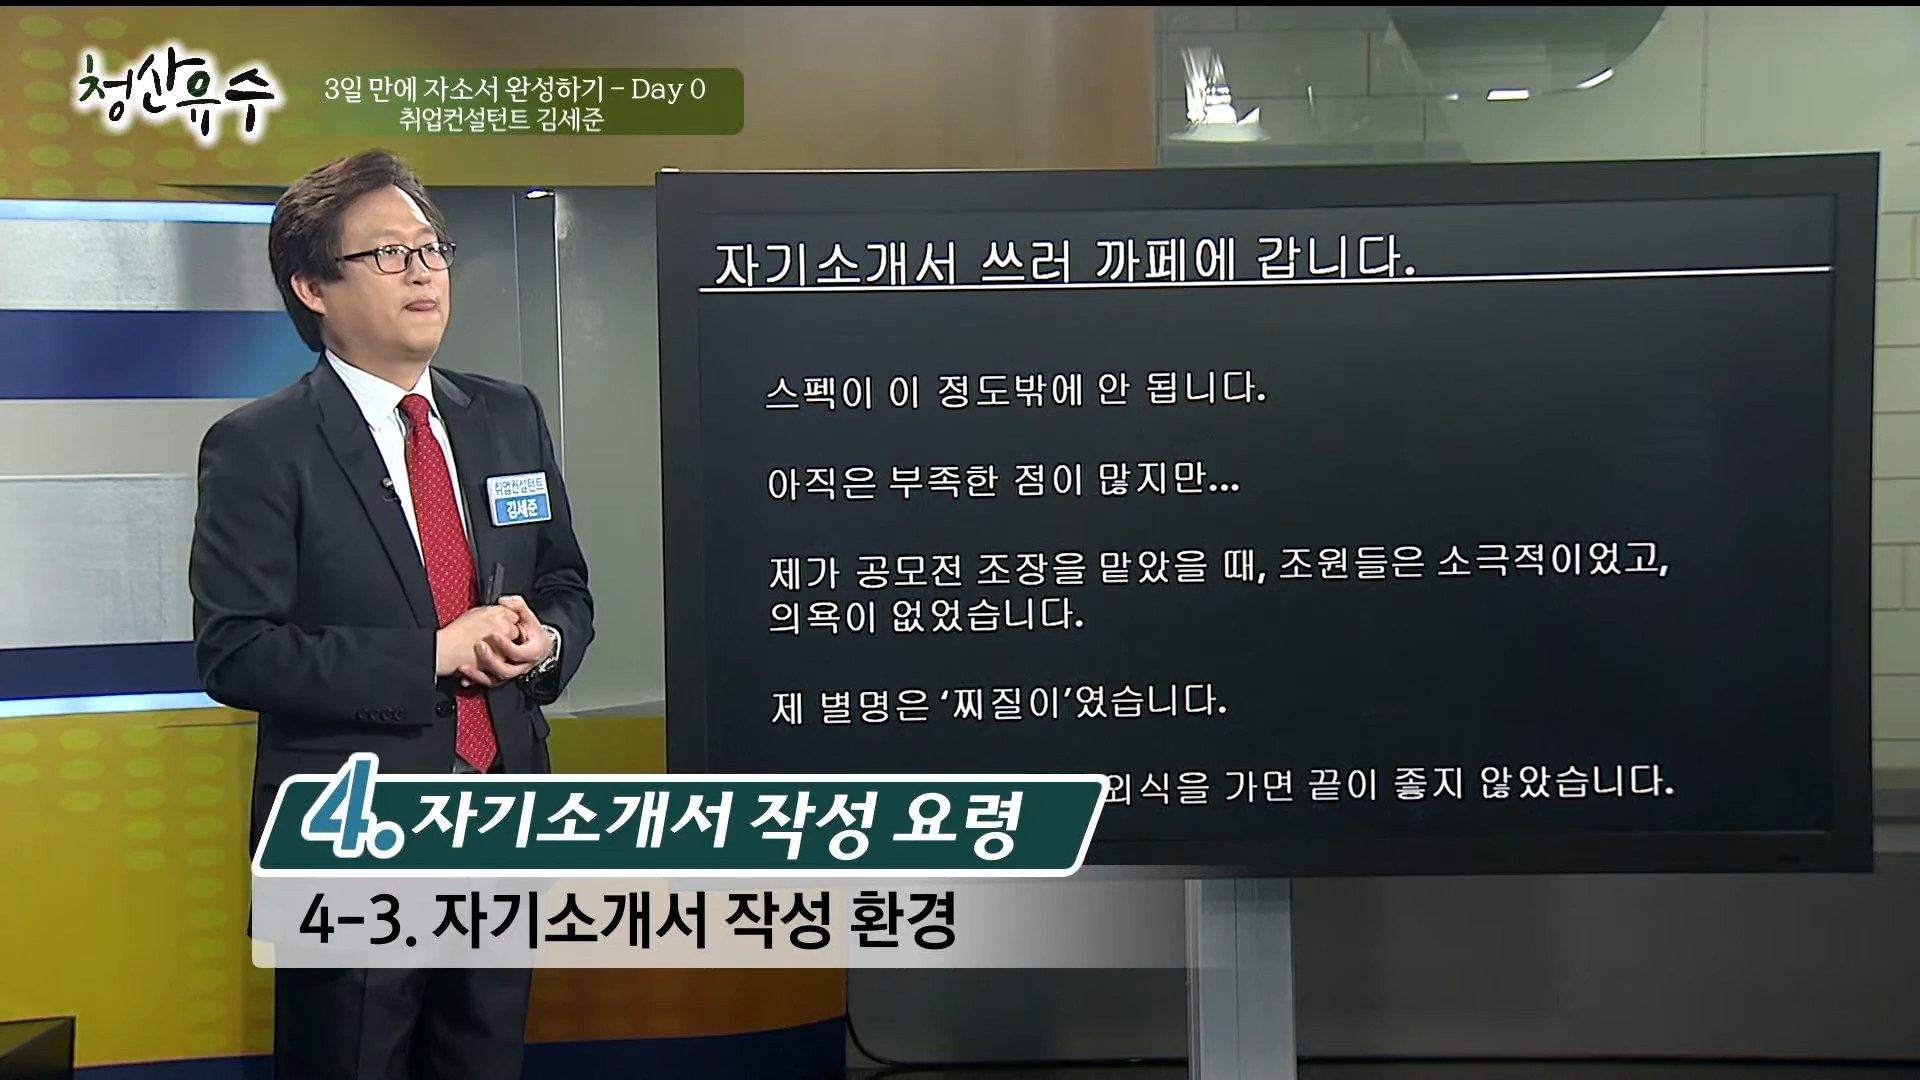 청산유수
3일 만에 자소서 완성하기 - Day 0
취업컨설턴트 김세준
자기소개서 쓰러 까페에 갑니다.
스펙이 이 정도밖에 안 됩니다.
아직은 부족한 점이 많지만...
제가 공모전 조장을 맡았을 때, 조원들은 소극적이었고,
의욕이 없었습니다.
제 별명은 ‘찌질이’였습니다.
외식을 가면 끝이 좋지 않았습니다.
취업컨설턴트
김세준
4. 자기소개서 작성 요령
4-3. 자기소개서 작성 환경